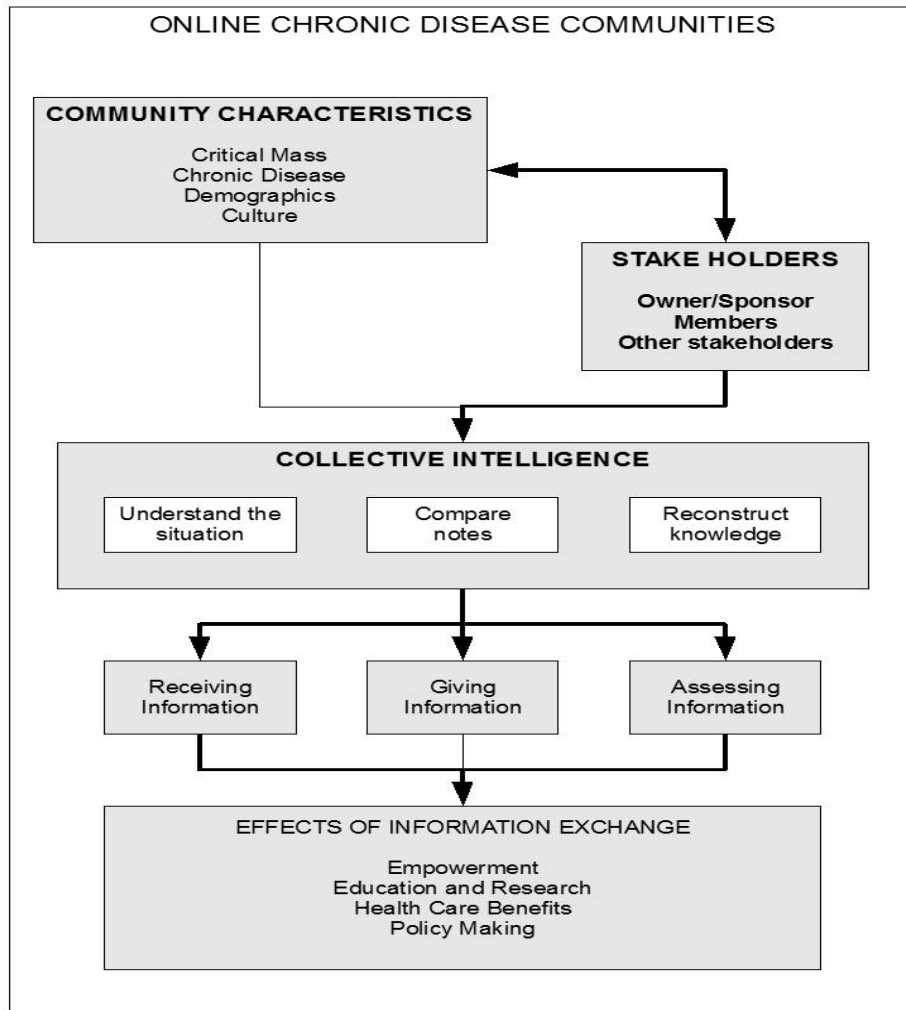 ONLINE CHRONIC DISEASE COMMUNITIES
COMMUNITY CHARACTERISTICS
Critical Mass
Chronic Disease
Demographics
Culture
STAKE HOLDERS
Owner/Sponsor
Members
Other stakeholders
COLLECTIVE INTELLIGENCE
Understand the
situation
Compare
notes
Reconstruct
knowledge
Receiving
Information
Giving
Information
Assessing
Information
EFFECTS OF INFORMATION EXCHANGE
Empowerment
Education and Research
Health Care Benefits
Policy Making